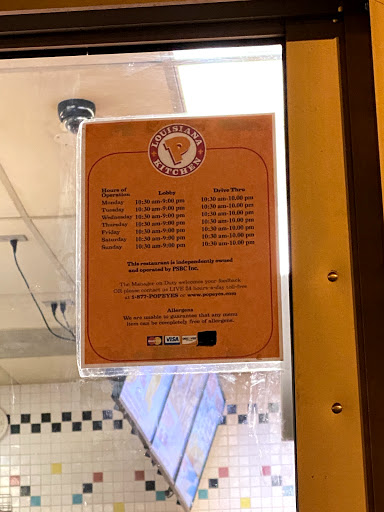 LOUISIANA
KITCHEN
Hours of Operation Lobby Drive Thru
Monday 10:30 am-9:00 pm 10:30 am-10.00 pm
Tuesday 10:30 am-9:00 pm 10:30 am-10.00 pm
Wednesday 10:30 am-9:00 pm 10:30 am-10.00 pm
Thursday 10:30 am-9:00 pm 10:30 am-10.00 pm
Friday 10:30 am-9:00 pm 10:30 am-10.00 pm
Saturday 10:30 am-9:00 pm 10:30 am-10.00 pm
Sunday 10:30 am-9:00 pm 10:30 am-10.00 pm
This restaurant is independently owned
and operated by PSBC Inc.
The Manager on Duty welcomes your feedback
OR please contact us LIVE 24 hours a day toll-free
at 1-877-POPEYES or www.popeyes.com
Allergens
We are unable to guarantee that any menu
item can be completely free of allergens.
MasterCard VISA